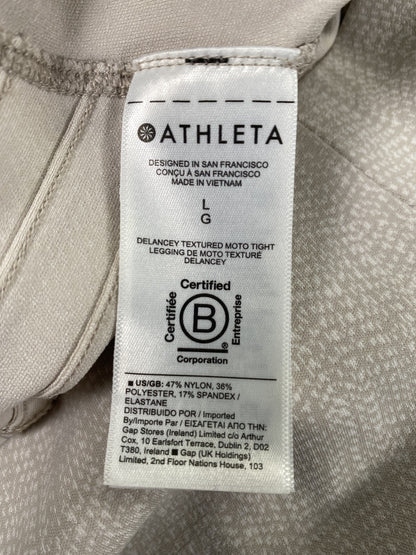 ATHLETA
DESIGNED IN SAN FRANCISCO
CONÇU À SAN FRANCISCO
MADE IN VIETNAM
L
G
DELANCEY TEXTURED MOTO TIGHT
LEGGING DE MOTO TEXTURÉ
DELANCEY
Certified
Certifiée
B
Entreprise
Corporation
■ US/GB: 47% NYLON, 36%
POLYESTER, 17% SPANDEX /
ELASTANE
DISTRIBUIDO POR / Imported
By/Importe Par / ΕΙΣΑΓΕΤΑΙ ΑΠΟ ΤΗΝ:
Gap Stores (Ireland) Limited c/o Arthur
Cox, 10 Earlsfort Terrace, Dublin 2, D02
T380, Ireland ■ Gap (UK Holdings)
Limited, 2nd Floor Nations House, 103